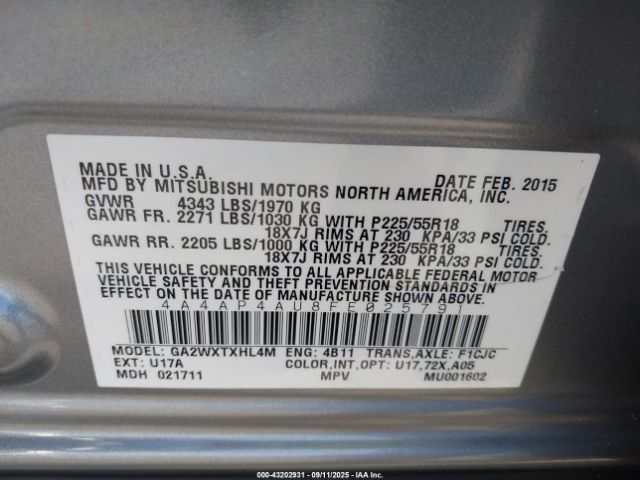 MADE IN U.S.A. DATE FEB. 2015
MFD BY MITSUBISHI MOTORS NORTH AMERICA, INC.
GVWR 4343 LBS/1970 KG
GAWR FR. 2271 LBS/1030 KG WITH P225/55R18 TIRES,
18X7J RIMS AT 230 KPA/33 PSI COLD.
GAWR RR. 2205 LBS/1000 KG WITH P225/55R18 TIRES,
18X7J RIMS AT 230 KPA/33 PSI COLD.
THIS VEHICLE CONFORMS TO ALL APPLICABLE FEDERAL MOTOR
VEHICLE SAFETY AND THEFT PREVENTION STANDARDS IN
EFFECT ON THE DATE OF MANUFACTURE SHOWN ABOVE.
4A4AP4AU8FE025791
MODEL: GA2WXTXHL4M ENG: 4B11 TRANS,AXLE: F1CJC
EXT: U17A COLOR,INT,OPT: U17,72X,A05
MDH 021711 MPV MU001602
000-43202931 - 09/11/2025 - IAAI.COM